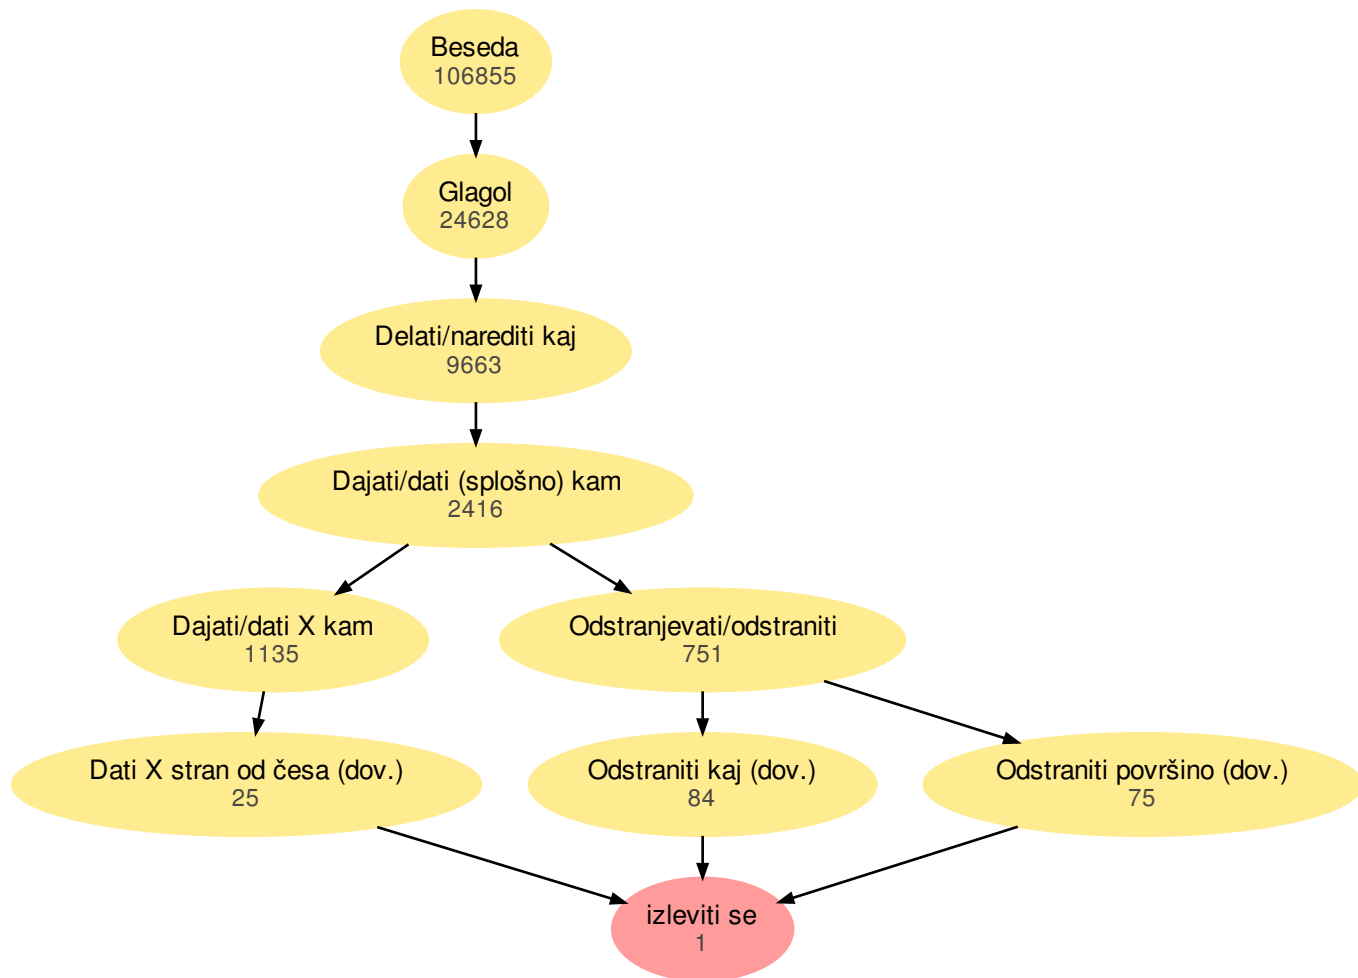 Beseda
106855
Glagol
24628
Delati/narediti kaj
9663
Dajati/dati (splošno) kam
2416
Dajati/dati X kam
1135
Odstranjevati/odstraniti
751
Dati X stran od česa (dov.)
25
Odstraniti kaj (dov.)
84
Odstraniti površino (dov.)
75
izleviti se
1